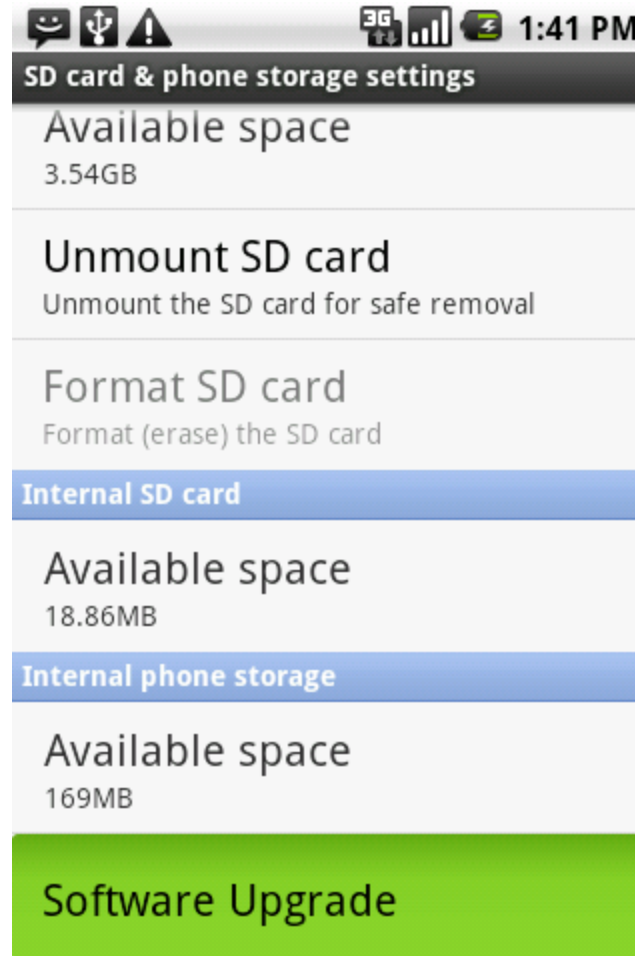 3G 1:41 PM
SD card & phone storage settings
Available space
3.54GB
Unmount SD card
Unmount the SD card for safe removal
Format SD card
Format (erase) the SD card
Internal SD card
Available space
18.86MB
Internal phone storage
Available space
169MB
Software Upgrade